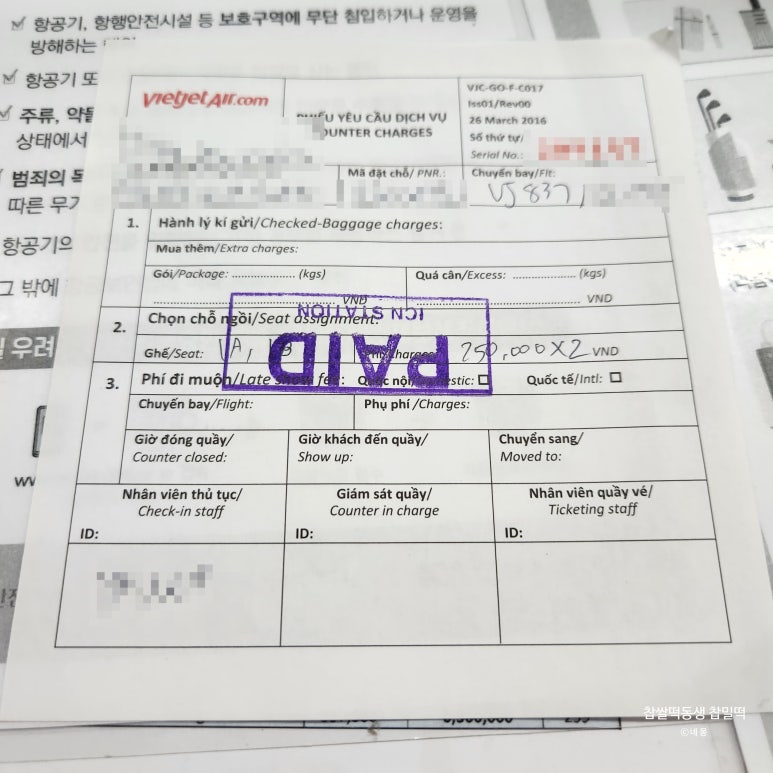 항공기, 항행안전시설 등 보호구역에 무단 침입하거나 운영을
방해하는
항공기 또
주류, 약물
상태에서
범죄의 목
따른 무기
항공기의
그 밖에
우려
vietjetAir.com
PHIẾU YÊU CẦU DỊCH VỤ
COUNTER CHARGES
VJC-GO-F-C017
Iss01/Rev00
26 March 2016
Số thứ tự/
Serial No.:
Mã đặt chỗ/ PNR.:
Chuyến bay/Flt:
VJ837/
1. Hành lý kí gửi/Checked-Baggage charges:
Mua thêm/Extra charges:
Gói/Package: .................. (kgs)
Quá cân/Excess: .................. (kgs)
VND
VND
2. Chọn chỗ ngồi/Seat assignment:
ICN STATION
PAID
Ghế/Seat: 1A, B
Phí/Charges: 250,000 X 2 VND
3. Phí đi muộn/Late show fee: Quốc nội/Domestic: ☐ Quốc tế/Intl: ☐
Chuyến bay/Flight:
Phụ phí /Charges:
Giờ đóng quầy/
Counter closed:
Giờ khách đến quầy/
Show up:
Chuyển sang/
Moved to:
Nhân viên thủ tục/
Check-in staff
Giám sát quầy/
Counter in charge
Nhân viên quầy vé/
Ticketing staff
ID:
ID:
ID:
찹쌀떡동생 찹밀떡
©네옹